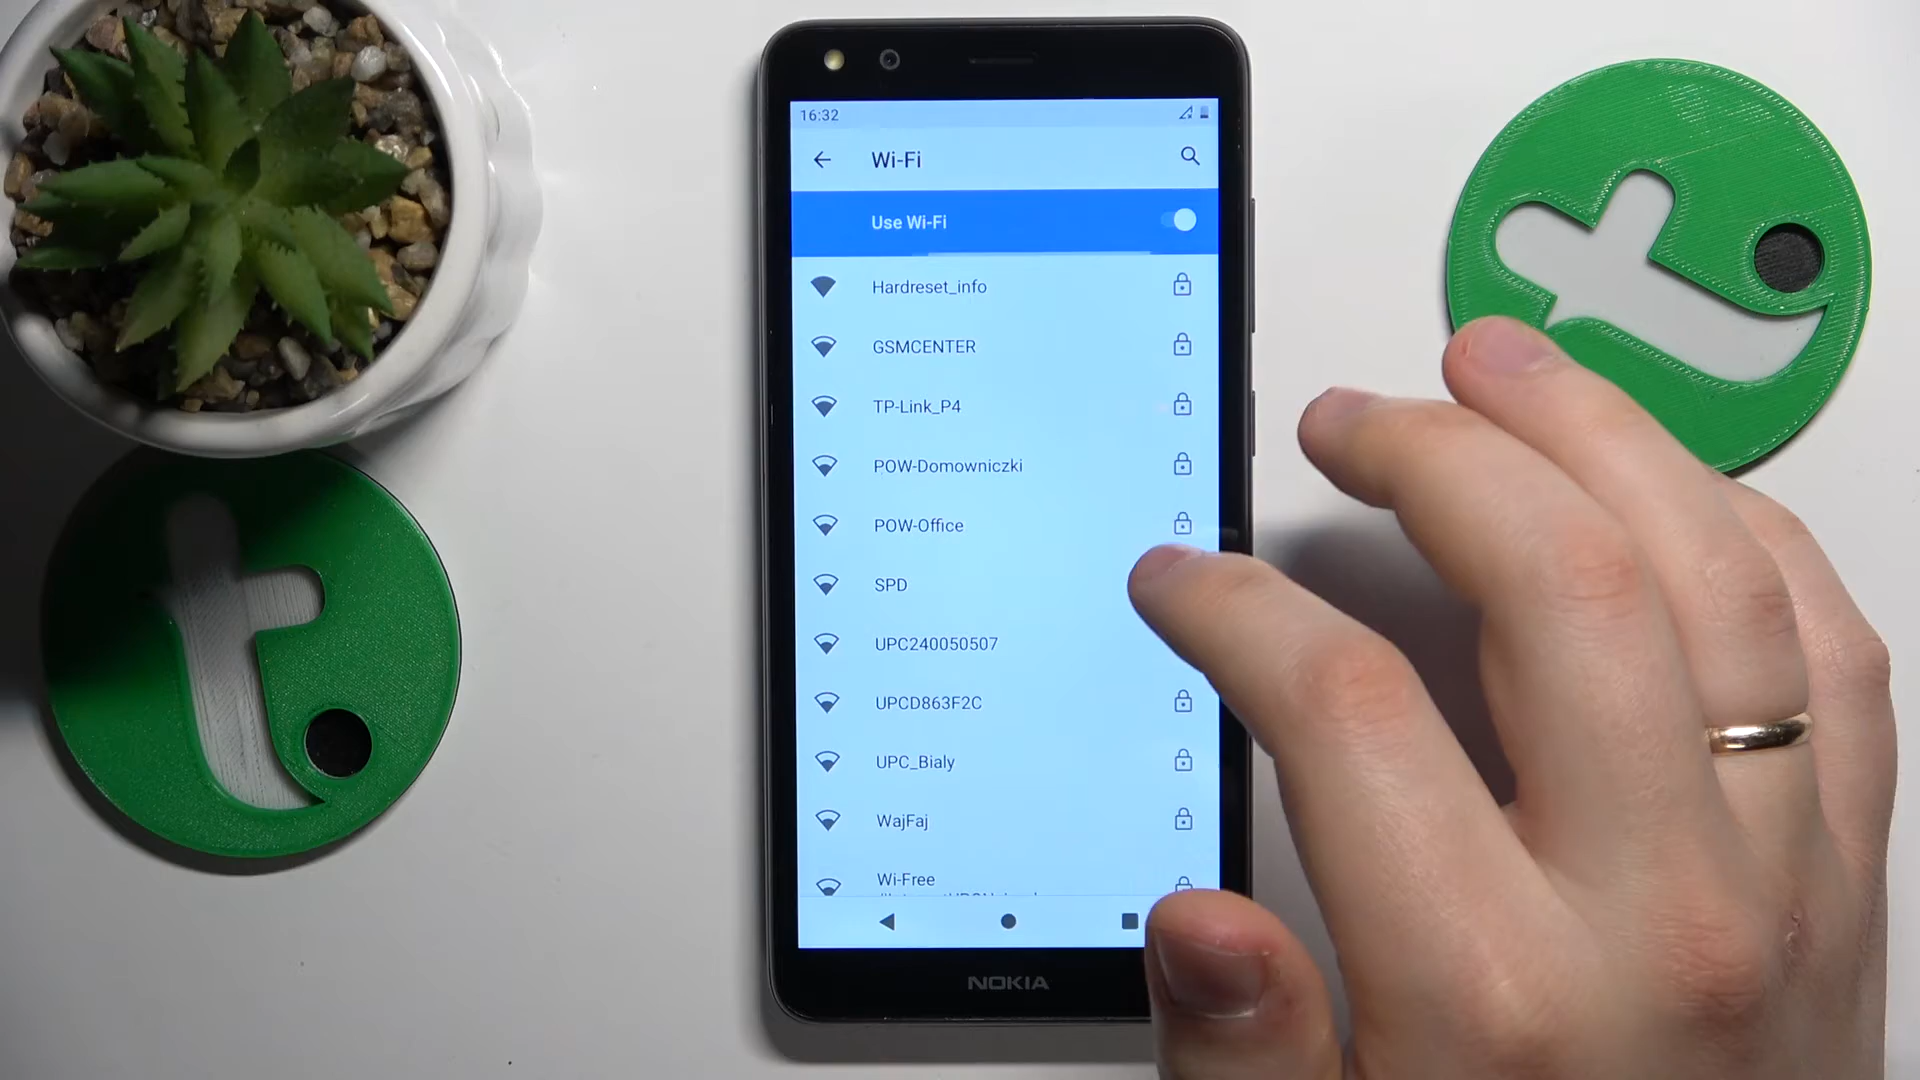 16:32
Wi-Fi
Use Wi-Fi
Hardreset_info
GSMCENTER
TP-Link_P4
POW-Domowniczki
POW-Office
SPD
UPC240050507
UPCD863F2C
UPC_Bialy
WajFaj
Wi-Free
NOKIA